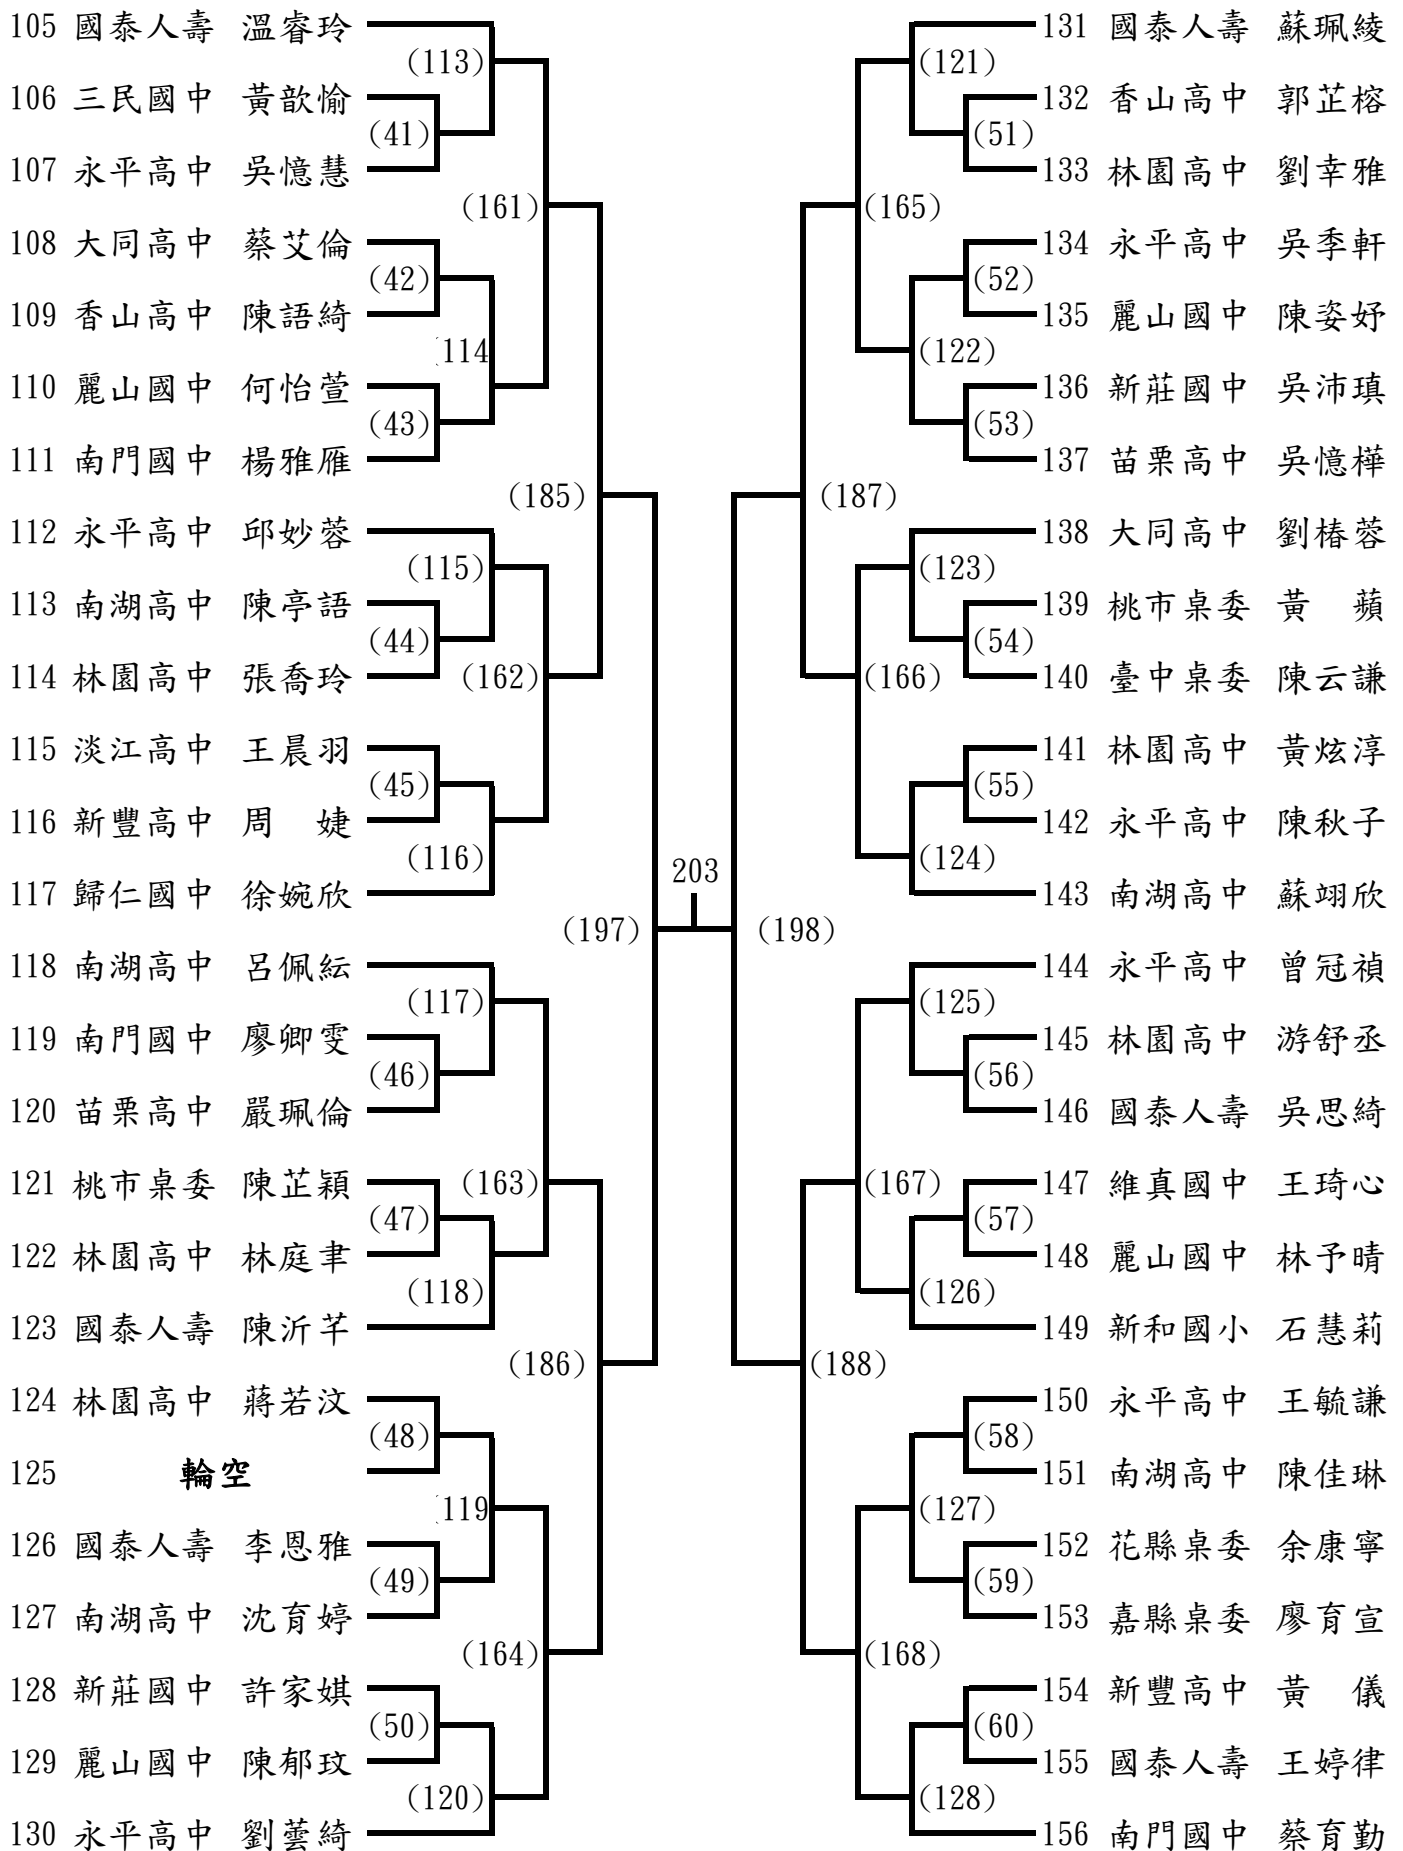 105 國泰人壽 溫睿玲
(113)
106 三民國中 黃歆愉
(41)
107 永平高中 吳憶慧
(161)
108 大同高中 蔡艾倫
(42)
109 香山高中 陳語綺
(114
110 麗山國中 何怡萱
(43)
111 南門國中 楊雅雁
(185)
112 永平高中 邱妙蓉
(115)
113 南湖高中 陳亭語
(44)
114 林園高中 張喬玲
(162)
115 淡江高中 王晨羽
(45)
116 新豐高中 周 婕
(116)
117 歸仁國中 徐婉欣
(197)
118 南湖高中 呂佩紜
(117)
119 南門國中 廖卿雯
(46)
120 苗栗高中 嚴珮倫
121 桃市桌委 陳芷穎
(163)
(47)
122 林園高中 林庭聿
(118)
123 國泰人壽 陳沂芊
(186)
124 林園高中 蔣若汶
(48)
125 輪空
(119
126 國泰人壽 李恩雅
(49)
127 南湖高中 沈育婷
(164)
128 新莊國中 許家娸
(50)
129 麗山國中 陳郁玟
(120)
130 永平高中 劉蕓綺
203
131 國泰人壽 蘇珮綾
(121)
132 香山高中 郭芷榕
(51)
133 林園高中 劉幸雅
(165)
134 永平高中 吳季軒
(52)
135 麗山國中 陳姿妤
(122)
136 新莊國中 吳沛瑱
(53)
137 苗栗高中 吳憶樺
(187)
138 大同高中 劉椿蓉
(123)
139 桃市桌委 黃 蘋
(54)
140 臺中桌委 陳云謙
(166)
141 林園高中 黃炫淳
(55)
142 永平高中 陳秋子
(124)
143 南湖高中 蘇翊欣
(198)
144 永平高中 曾冠禎
(125)
145 林園高中 游舒丞
(56)
146 國泰人壽 吳思綺
147 維真國中 王琦心
(167)
(57)
148 麗山國中 林予晴
(126)
149 新和國小 石慧莉
(188)
150 永平高中 王毓謙
(58)
151 南湖高中 陳佳琳
(127)
152 花縣桌委 余康寧
(59)
153 嘉縣桌委 廖育宣
(168)
154 新豐高中 黃 儀
(60)
155 國泰人壽 王婷律
(128)
156 南門國中 蔡育勤